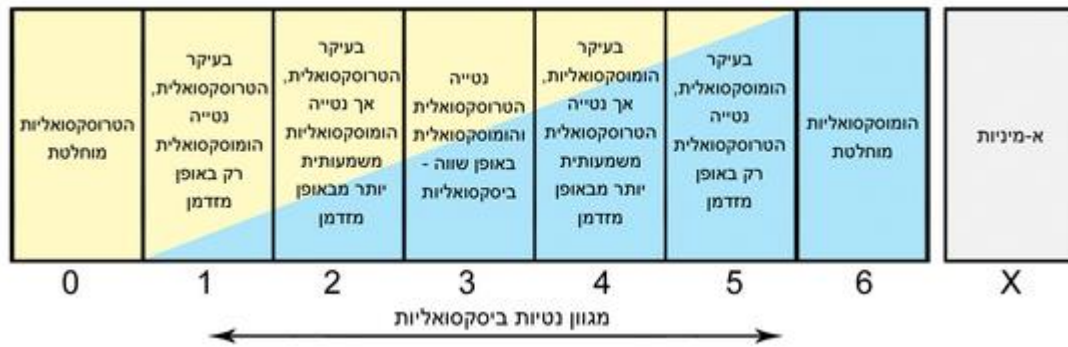 הטרוסקסואליות
מוחלטת
בעיקר
הטרוסקסואלית,
נטייה
הומוסקסואלית
רק באופן
מזדמן
בעיקר
הטרוסקסואלית,
אך נטייה
הומוסקסואליות
משמעותית
יותר מבאופן
מזדמן
נטייה
הטרוסקסואלית
והומוסקסואלית
באופן שווה -
ביסקסואליות
בעיקר
הומוסקסואליות,
אך נטייה
הטרוסקסואלית
משמעותית
יותר מבאופן
מזדמן
בעיקר
הומוסקסואלית,
נטייה
הטרוסקסואלית
רק באופן
מזדמן
הומוסקסואליות
מוחלטת
א-מיניות
0 1 2 3 4 5 6 X
מגוון נטיות ביסקסואליות